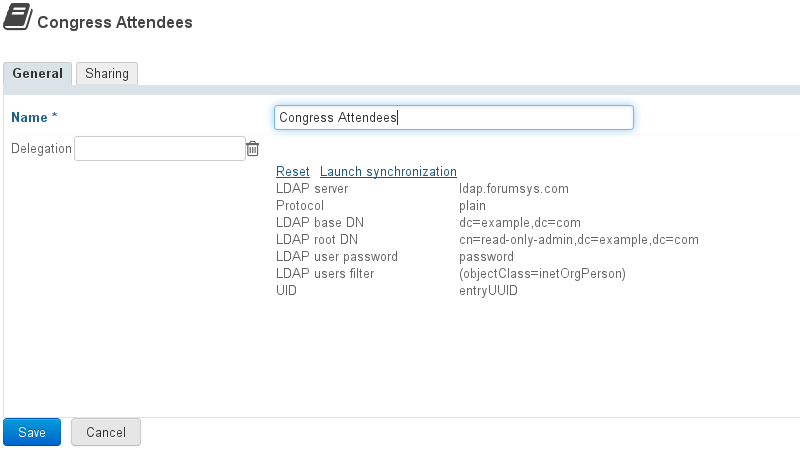 Congress Attendees
General Sharing
Name * Congress Attendees
Delegation
Reset Launch synchronization
LDAP server ldap.forumsys.com
Protocol plain
LDAP base DN dc=example,dc=com
LDAP root DN cn=read-only-admin,dc=example,dc=com
LDAP user password password
LDAP users filter (objectClass=inetOrgPerson)
UID entryUUID
Save Cancel